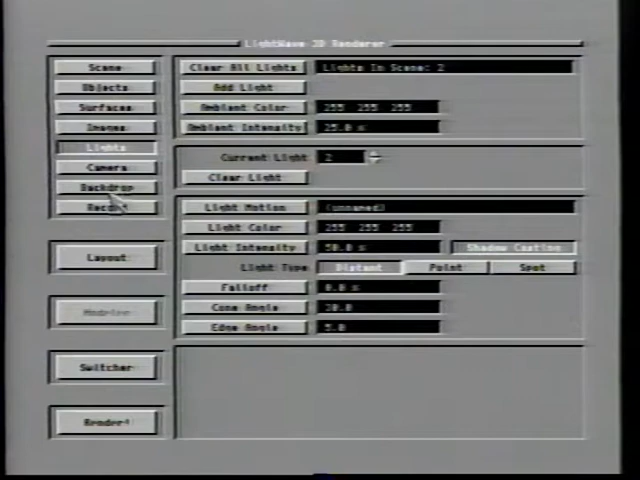 LightWave 3D Renderer
Scene
Objects
Surfaces
Images
Lights
Camera
Backdrop
Record
Layout
Modeler
Switcher
Render!
Clear All Lights
Lights In Scene: 2
Add Light
Ambient Color
255 255 255
Ambient Intensity
25.0 %
Current Light
2
Clear Light
Light Motion
(unnamed)
Light Color
255 255 255
Light Intensity
50.0 %
Shadow Casting
Light Type
Distant
Point
Spot
Falloff
0.0 %
Cone Angle
30.0
Edge Angle
5.0